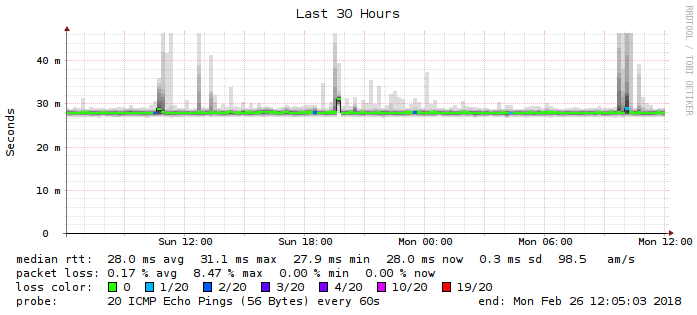 Last 30 Hours
RRDTOOL / TOBI OETIKER
Seconds
40 m
30 m
20 m
10 m
0
Sun 12:00 Sun 18:00 Mon 00:00 Mon 06:00 Mon 12:00
median rtt: 28.0 ms avg 31.1 ms max 27.9 ms min 28.0 ms now 0.3 ms sd 98.5 am/s
packet loss: 0.17 % avg 8.47 % max 0.00 % min 0.00 % now
loss color: 0 1/20 2/20 3/20 4/20 10/20 19/20
probe: 20 ICMP Echo Pings (56 Bytes) every 60s end: Mon Feb 26 12:05:03 2018